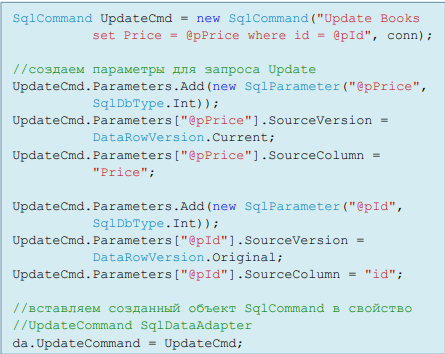 SqlCommand UpdateCmd = new SqlCommand("Update Books
set Price = @pPrice where id = @pId", conn);
//создаем параметры для запроса Update
UpdateCmd.Parameters.Add(new SqlParameter("@pPrice",
SqlDbType.Int));
UpdateCmd.Parameters["@pPrice"].SourceVersion =
DataRowVersion.Current;
UpdateCmd.Parameters["@pPrice"].SourceColumn =
"Price";
UpdateCmd.Parameters.Add(new SqlParameter("@pId",
SqlDbType.Int));
UpdateCmd.Parameters["@pId"].SourceVersion =
DataRowVersion.Original;
UpdateCmd.Parameters["@pId"].SourceColumn = "id";
//вставляем созданный объект SqlCommand в свойство
//UpdateCommand SqlDataAdapter
da.UpdateCommand = UpdateCmd;